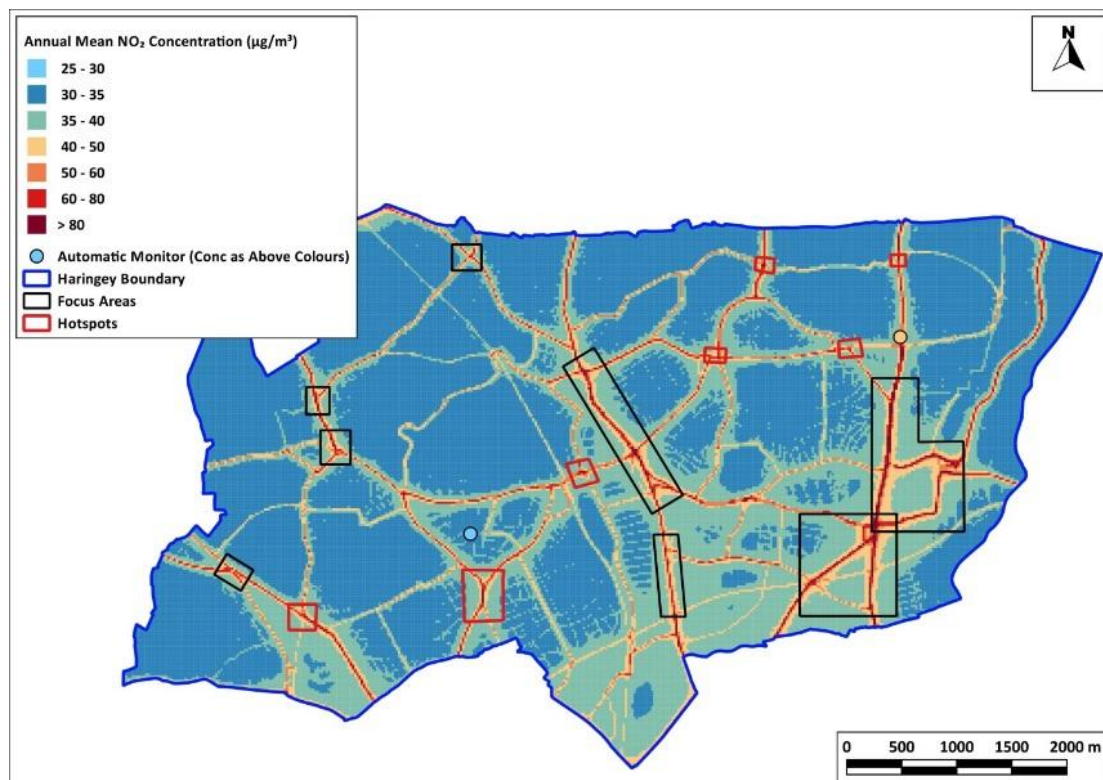 Annual Mean NO₂ Concentration (µg/m³)
25 - 30
30 - 35
35 - 40
40 - 50
50 - 60
60 - 80
> 80
Automatic Monitor (Conc as Above Colours)
Haringey Boundary
Focus Areas
Hotspots
N
0 500 1000 1500 2000 m